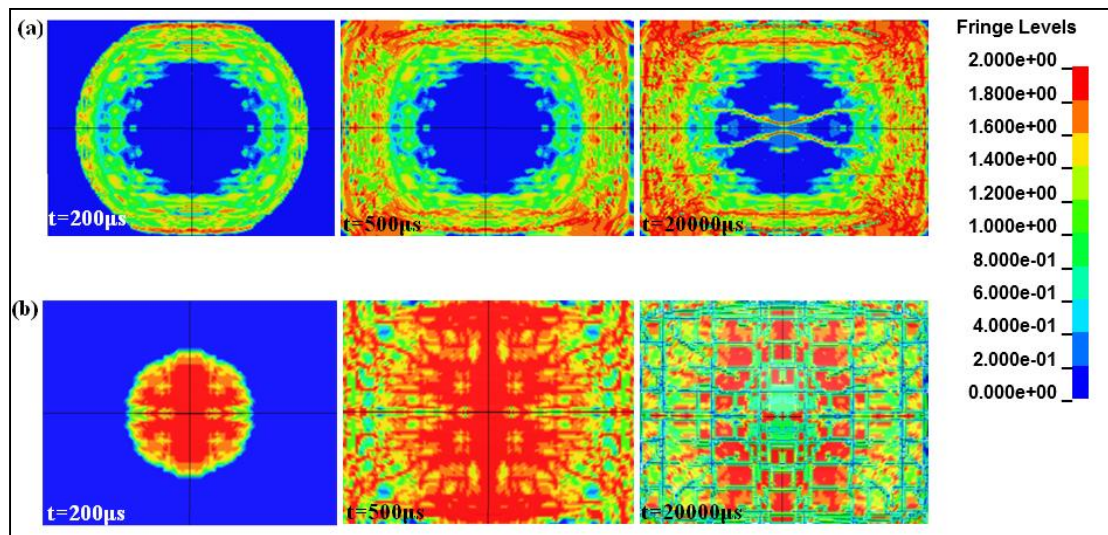 (a)
t=200μs
t=500μs
t=20000μs
Fringe Levels
2.000e+00
1.800e+00
1.600e+00
1.400e+00
1.200e+00
1.000e+00
8.000e-01
6.000e-01
4.000e-01
2.000e-01
0.000e+00
(b)
t=200μs
t=500μs
t=20000μs